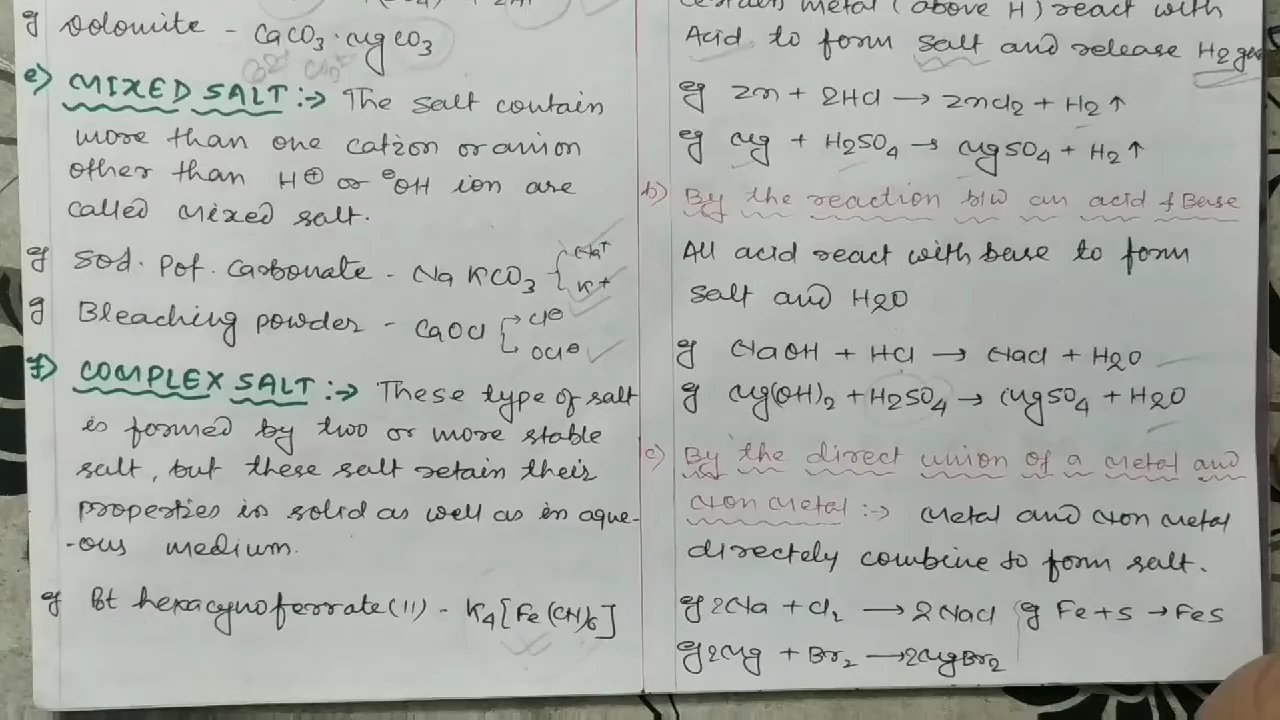 eg Dolomite - CaCO3·MgCO3
e) MIXED SALT :-> The salt contain
more than one cation or anion
other than H⊕ or ⊖OH ion are
called Mixed salt.
eg Sod. Pot. Carbonate - NaKCO3 { Na+
K+
eg Bleaching powder - CaOCl { Cl⊖
OCl⊖
f) COMPLEX SALT :-> These type of salt
is formed by two or more stable
salt, but these salt retain their
properties in solid as well as in aque-
-ous medium.
eg Pot hexacynoferrate(II) - K4[Fe(CN)6]
certain metal (above H) react with
Acid to form salt and release H2 gas
eg Zn + 2HCl → ZnCl2 + H2 ↑
eg Mg + H2SO4 → MgSO4 + H2 ↑
b) By the reaction b/w an acid & Base
All acid react with base to form
salt and H2O
eg NaOH + HCl → NaCl + H2O
eg Mg(OH)2 + H2SO4 → MgSO4 + H2O
c) By the direct union of a Metal and
Non Metal :-> Metal and Non Metal
directely combine to form salt.
eg 2Na + Cl2 → 2NaCl eg Fe + S → FeS
eg 2Mg + Br2 → 2MgBr2